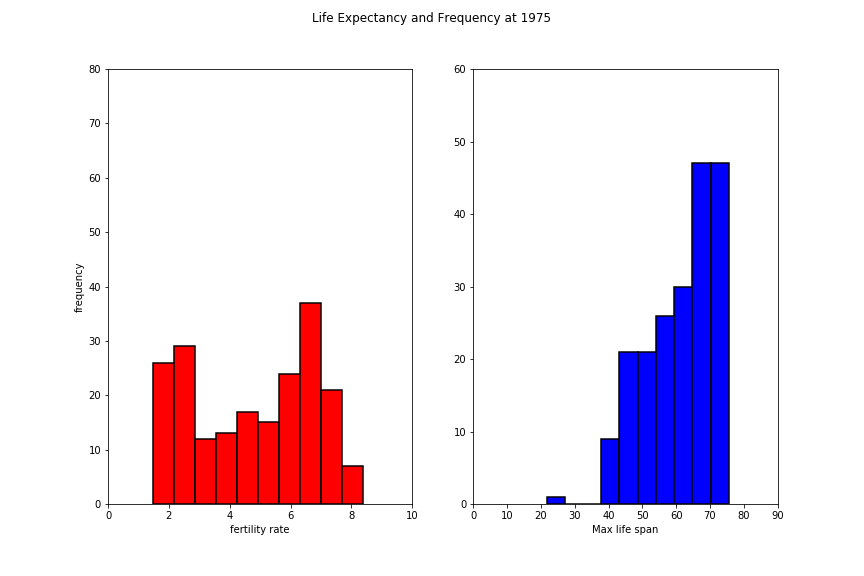 Life Expectancy and Frequency at 1975
frequency
80
70
60
50
40
30
20
10
0
0 2 4 6 8 10
fertility rate
60
50
40
30
20
10
0
0 10 20 30 40 50 60 70 80 90
Max life span